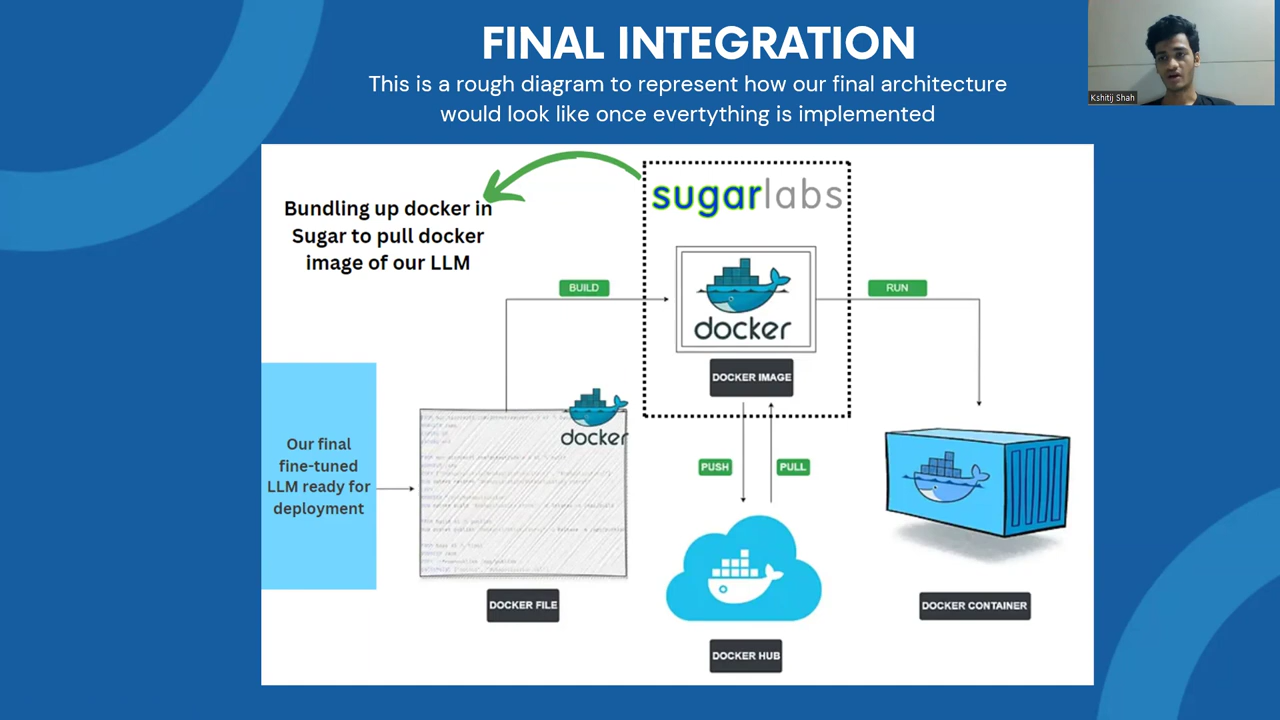 FINAL INTEGRATION
This is a rough diagram to represent how our final architecture
would look like once evertything is implemented
Kshitij Shah
sugarlabs
Bundling up docker in
Sugar to pull docker
image of our LLM
BUILD
RUN
docker
DOCKER IMAGE
docker
Our final
fine-tuned
LLM ready for
deployment
PUSH
PULL
DOCKER FILE
DOCKER CONTAINER
DOCKER HUB